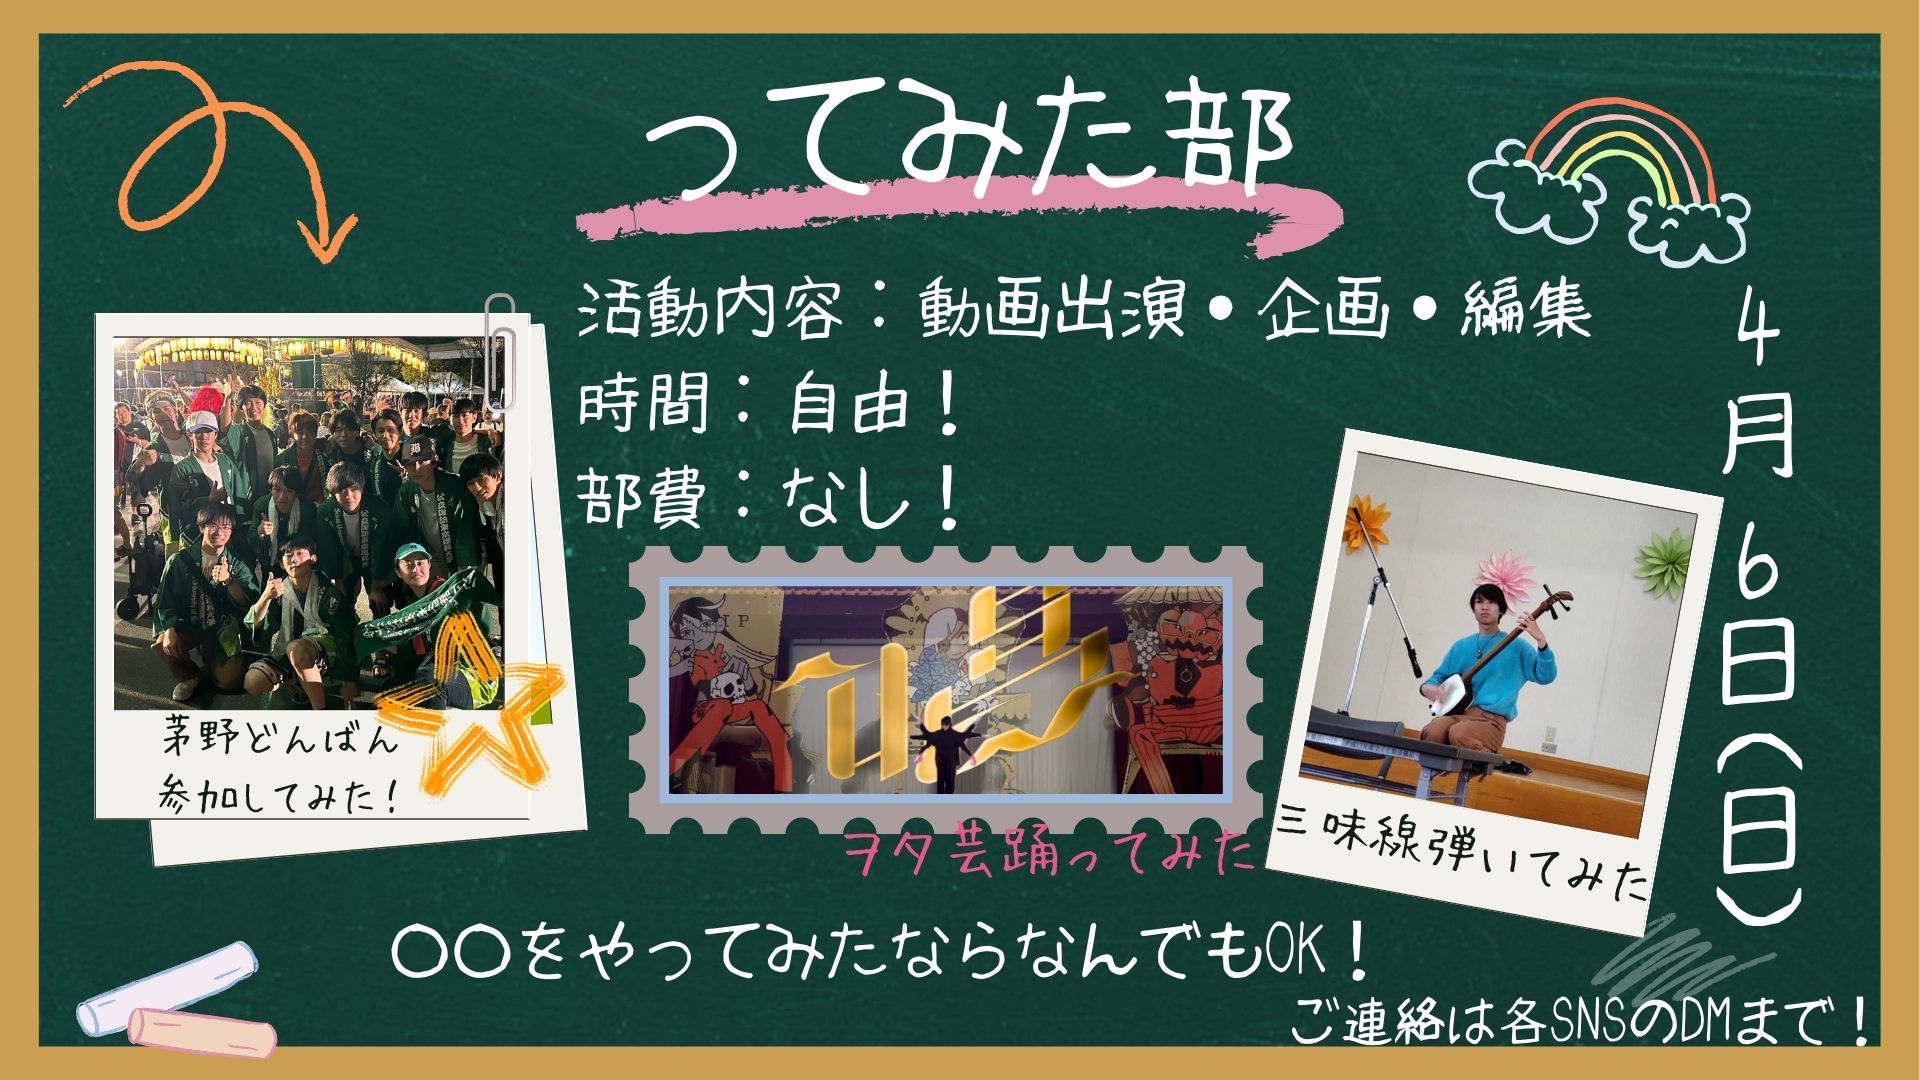 ってみた部
活動内容：動画出演・企画・編集
時間：自由！
部費：なし！
4月6日（日）
茅野どんばん
参加してみた！
ヲタ芸踊ってみた
三味線弾いてみた
〇〇をやってみたならなんでもOK！
ご連絡は各SNSのDMまで！